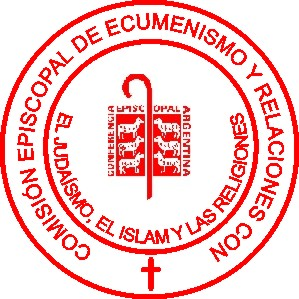 COMISIÓN EPISCOPAL DE ECUMENISMO Y RELACIONES CON
EL JUDAÍSMO, EL ISLAM Y LAS RELIGIONES
CONFERENCIA
EPISCOPAL
ARGENTINA